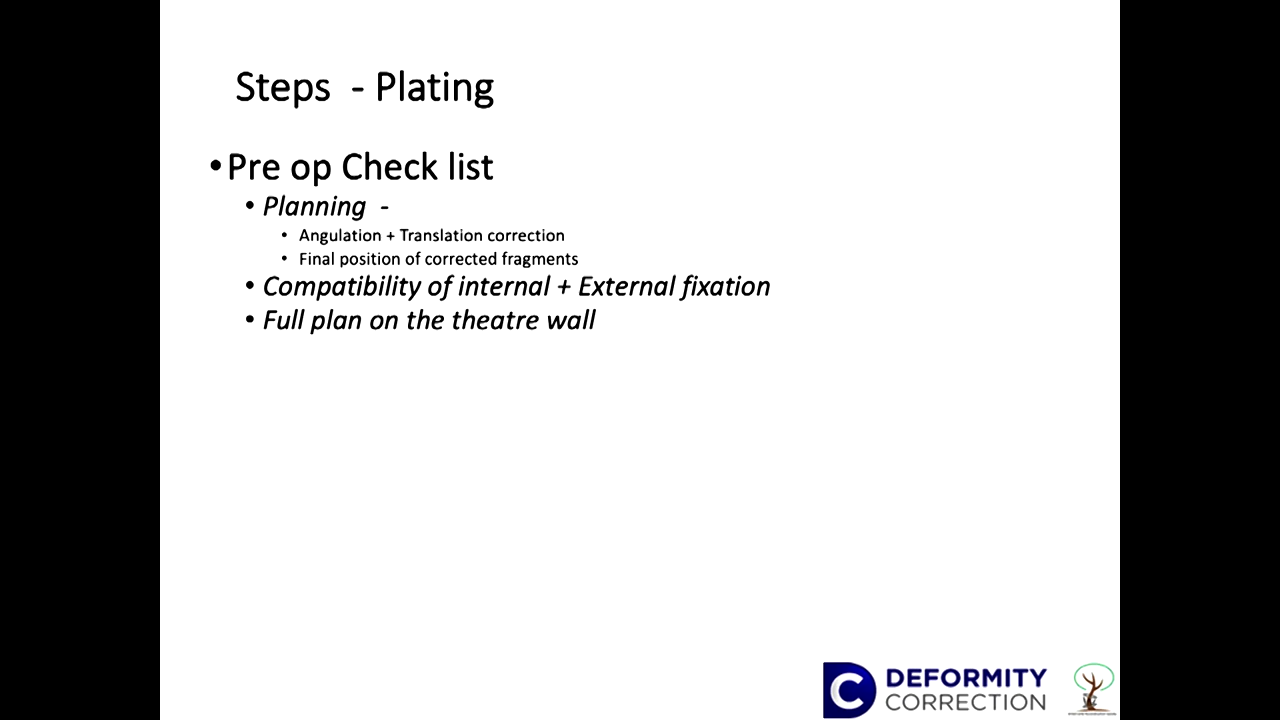 Steps - Plating
•Pre op Check list
• Planning -
• Angulation + Translation correction
• Final position of corrected fragments
• Compatibility of internal + External fixation
• Full plan on the theatre wall
DEFORMITY
CORRECTION